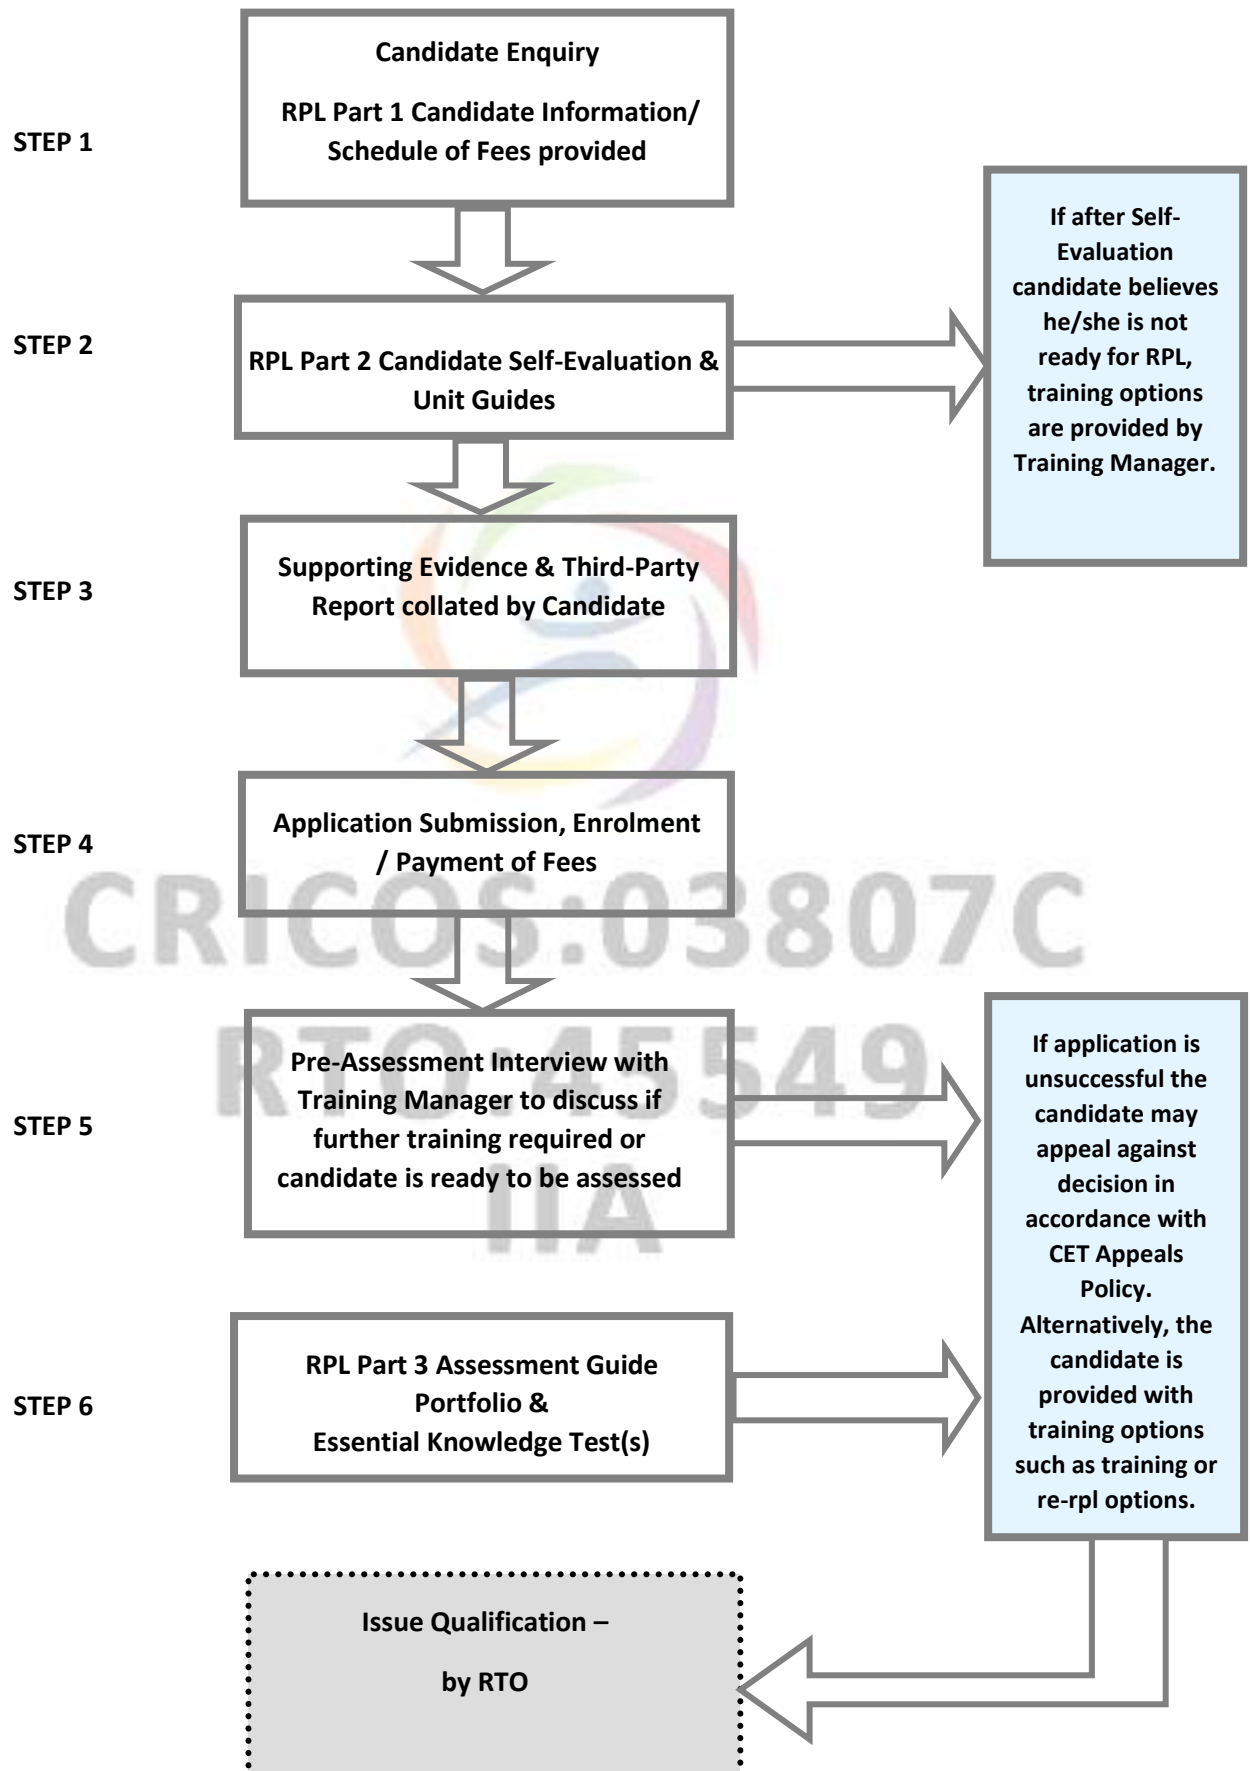 STEP 1
Candidate Enquiry
RPL Part 1 Candidate Information/
Schedule of Fees provided
STEP 2
RPL Part 2 Candidate Self-Evaluation &
Unit Guides
If after Self-
Evaluation
candidate believes
he/she is not
ready for RPL,
training options
are provided by
Training Manager.
STEP 3
Supporting Evidence & Third-Party
Report collated by Candidate
STEP 4
Application Submission, Enrolment
/ Payment of Fees
CRICOS:03807C
RTO:45549
IIA
STEP 5
Pre-Assessment Interview with
Training Manager to discuss if
further training required or
candidate is ready to be assessed
If application is
unsuccessful the
candidate may
appeal against
decision in
accordance with
CET Appeals
Policy.
Alternatively, the
candidate is
provided with
training options
such as training or
re-rpl options.
STEP 6
RPL Part 3 Assessment Guide
Portfolio &
Essential Knowledge Test(s)
Issue Qualification –
by RTO